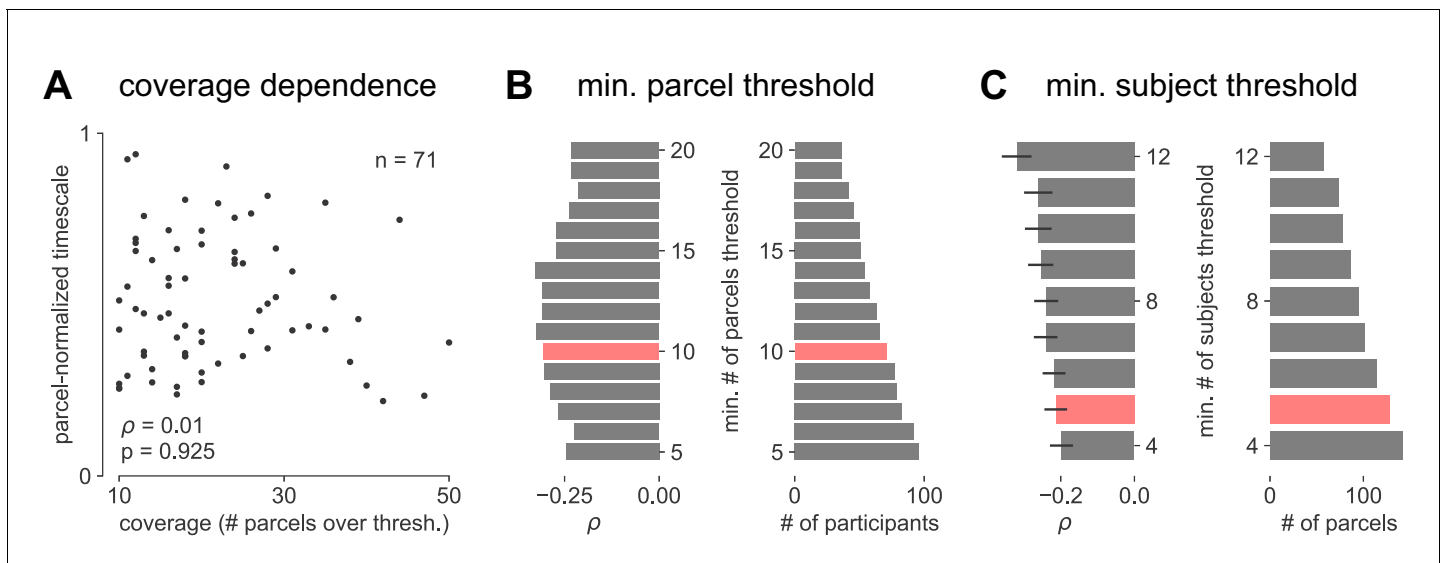 A coverage dependence
1
n = 71
parcel-normalized timescale
ρ = 0.01
p = 0.925
0
10 30 50
coverage (# parcels over thresh.)
B min. parcel threshold
20
15
10
5
−0.25 0.00
ρ
min. # of parcels threshold
20
15
10
5
0 100
# of participants
C min. subject threshold
12
8
4
−0.2 0.0
ρ
min. # of subjects threshold
12
8
4
0 100
# of parcels